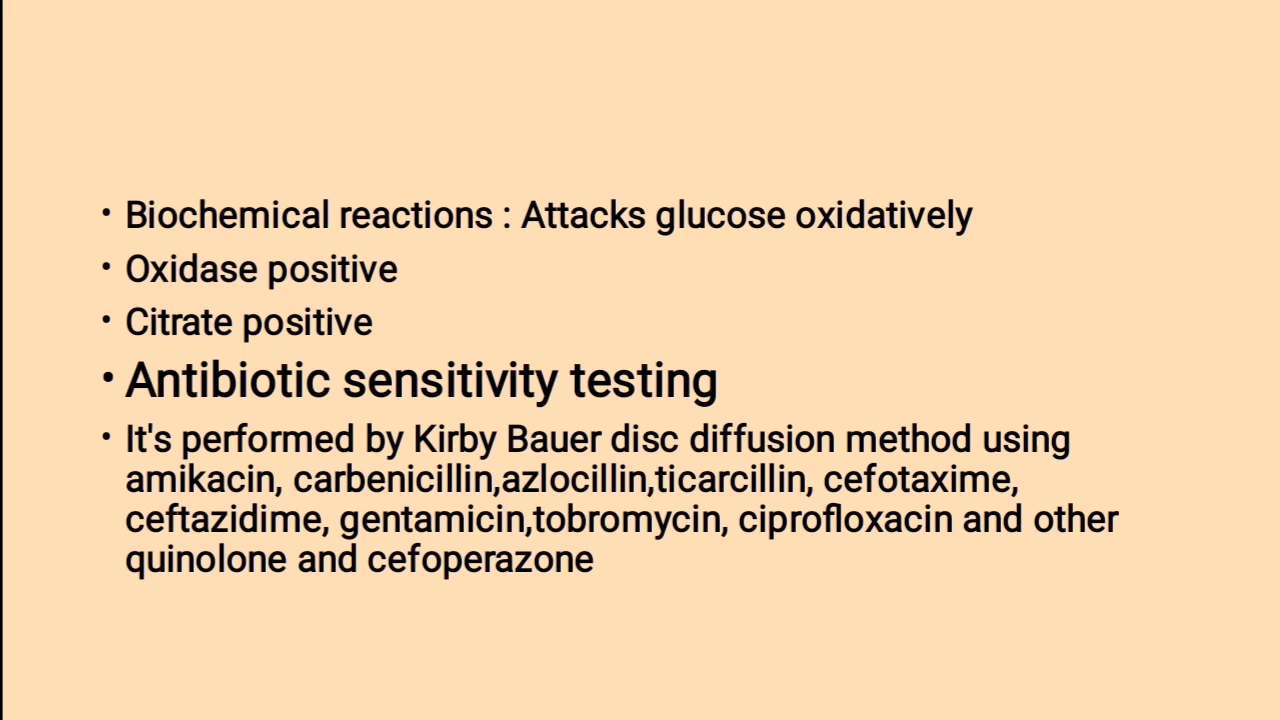 • Biochemical reactions : Attacks glucose oxidatively
• Oxidase positive
• Citrate positive
• Antibiotic sensitivity testing
• It's performed by Kirby Bauer disc diffusion method using
amikacin, carbenicillin,azlocillin,ticarcillin, cefotaxime,
ceftazidime, gentamicin,tobromycin, ciprofloxacin and other
quinolone and cefoperazone